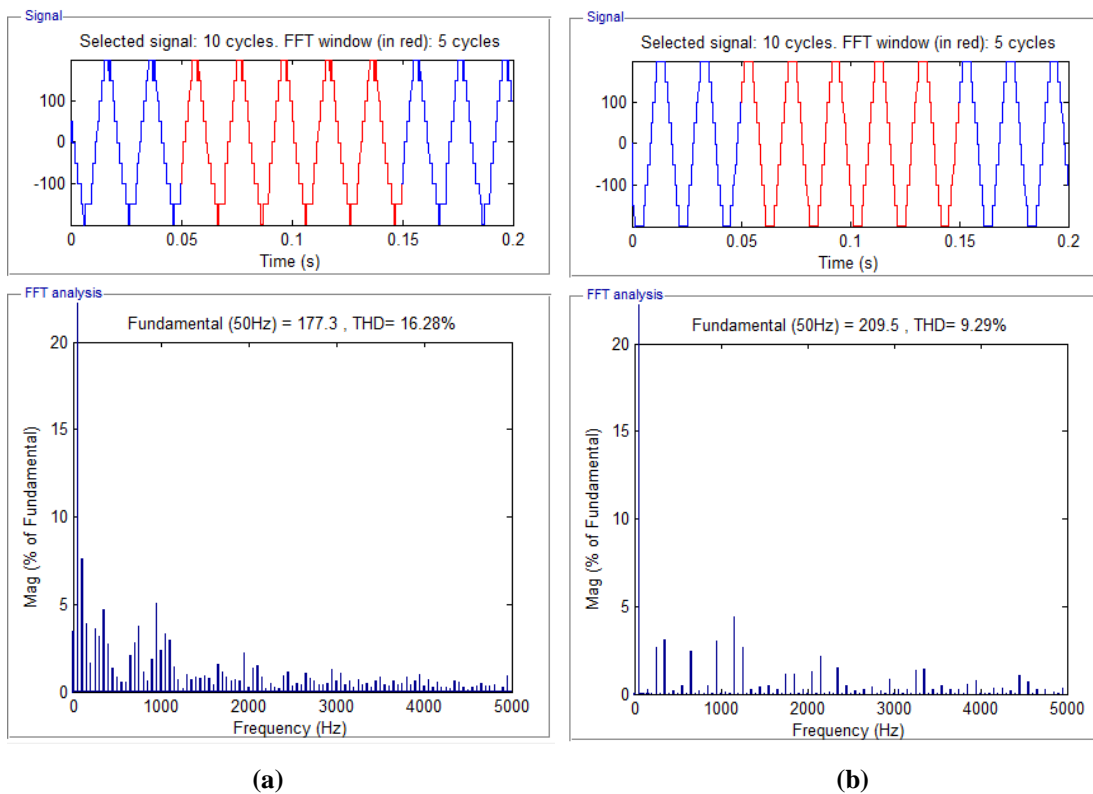 Signal
Selected signal: 10 cycles. FFT window (in red): 5 cycles
100
0
-100
0
0.05
0.1
0.15
0.2
Time (s)
FFT analysis
Fundamental (50Hz) = 177.3 , THD= 16.28%
20
15
10
5
0
Mag (% of Fundamental)
0
1000
2000
3000
4000
5000
Frequency (Hz)
(a)
Signal
Selected signal: 10 cycles. FFT window (in red): 5 cycles
100
0
-100
0
0.05
0.1
0.15
0.2
Time (s)
FFT analysis
Fundamental (50Hz) = 209.5 , THD= 9.29%
20
15
10
5
0
Mag (% of Fundamental)
0
1000
2000
3000
4000
5000
Frequency (Hz)
(b)